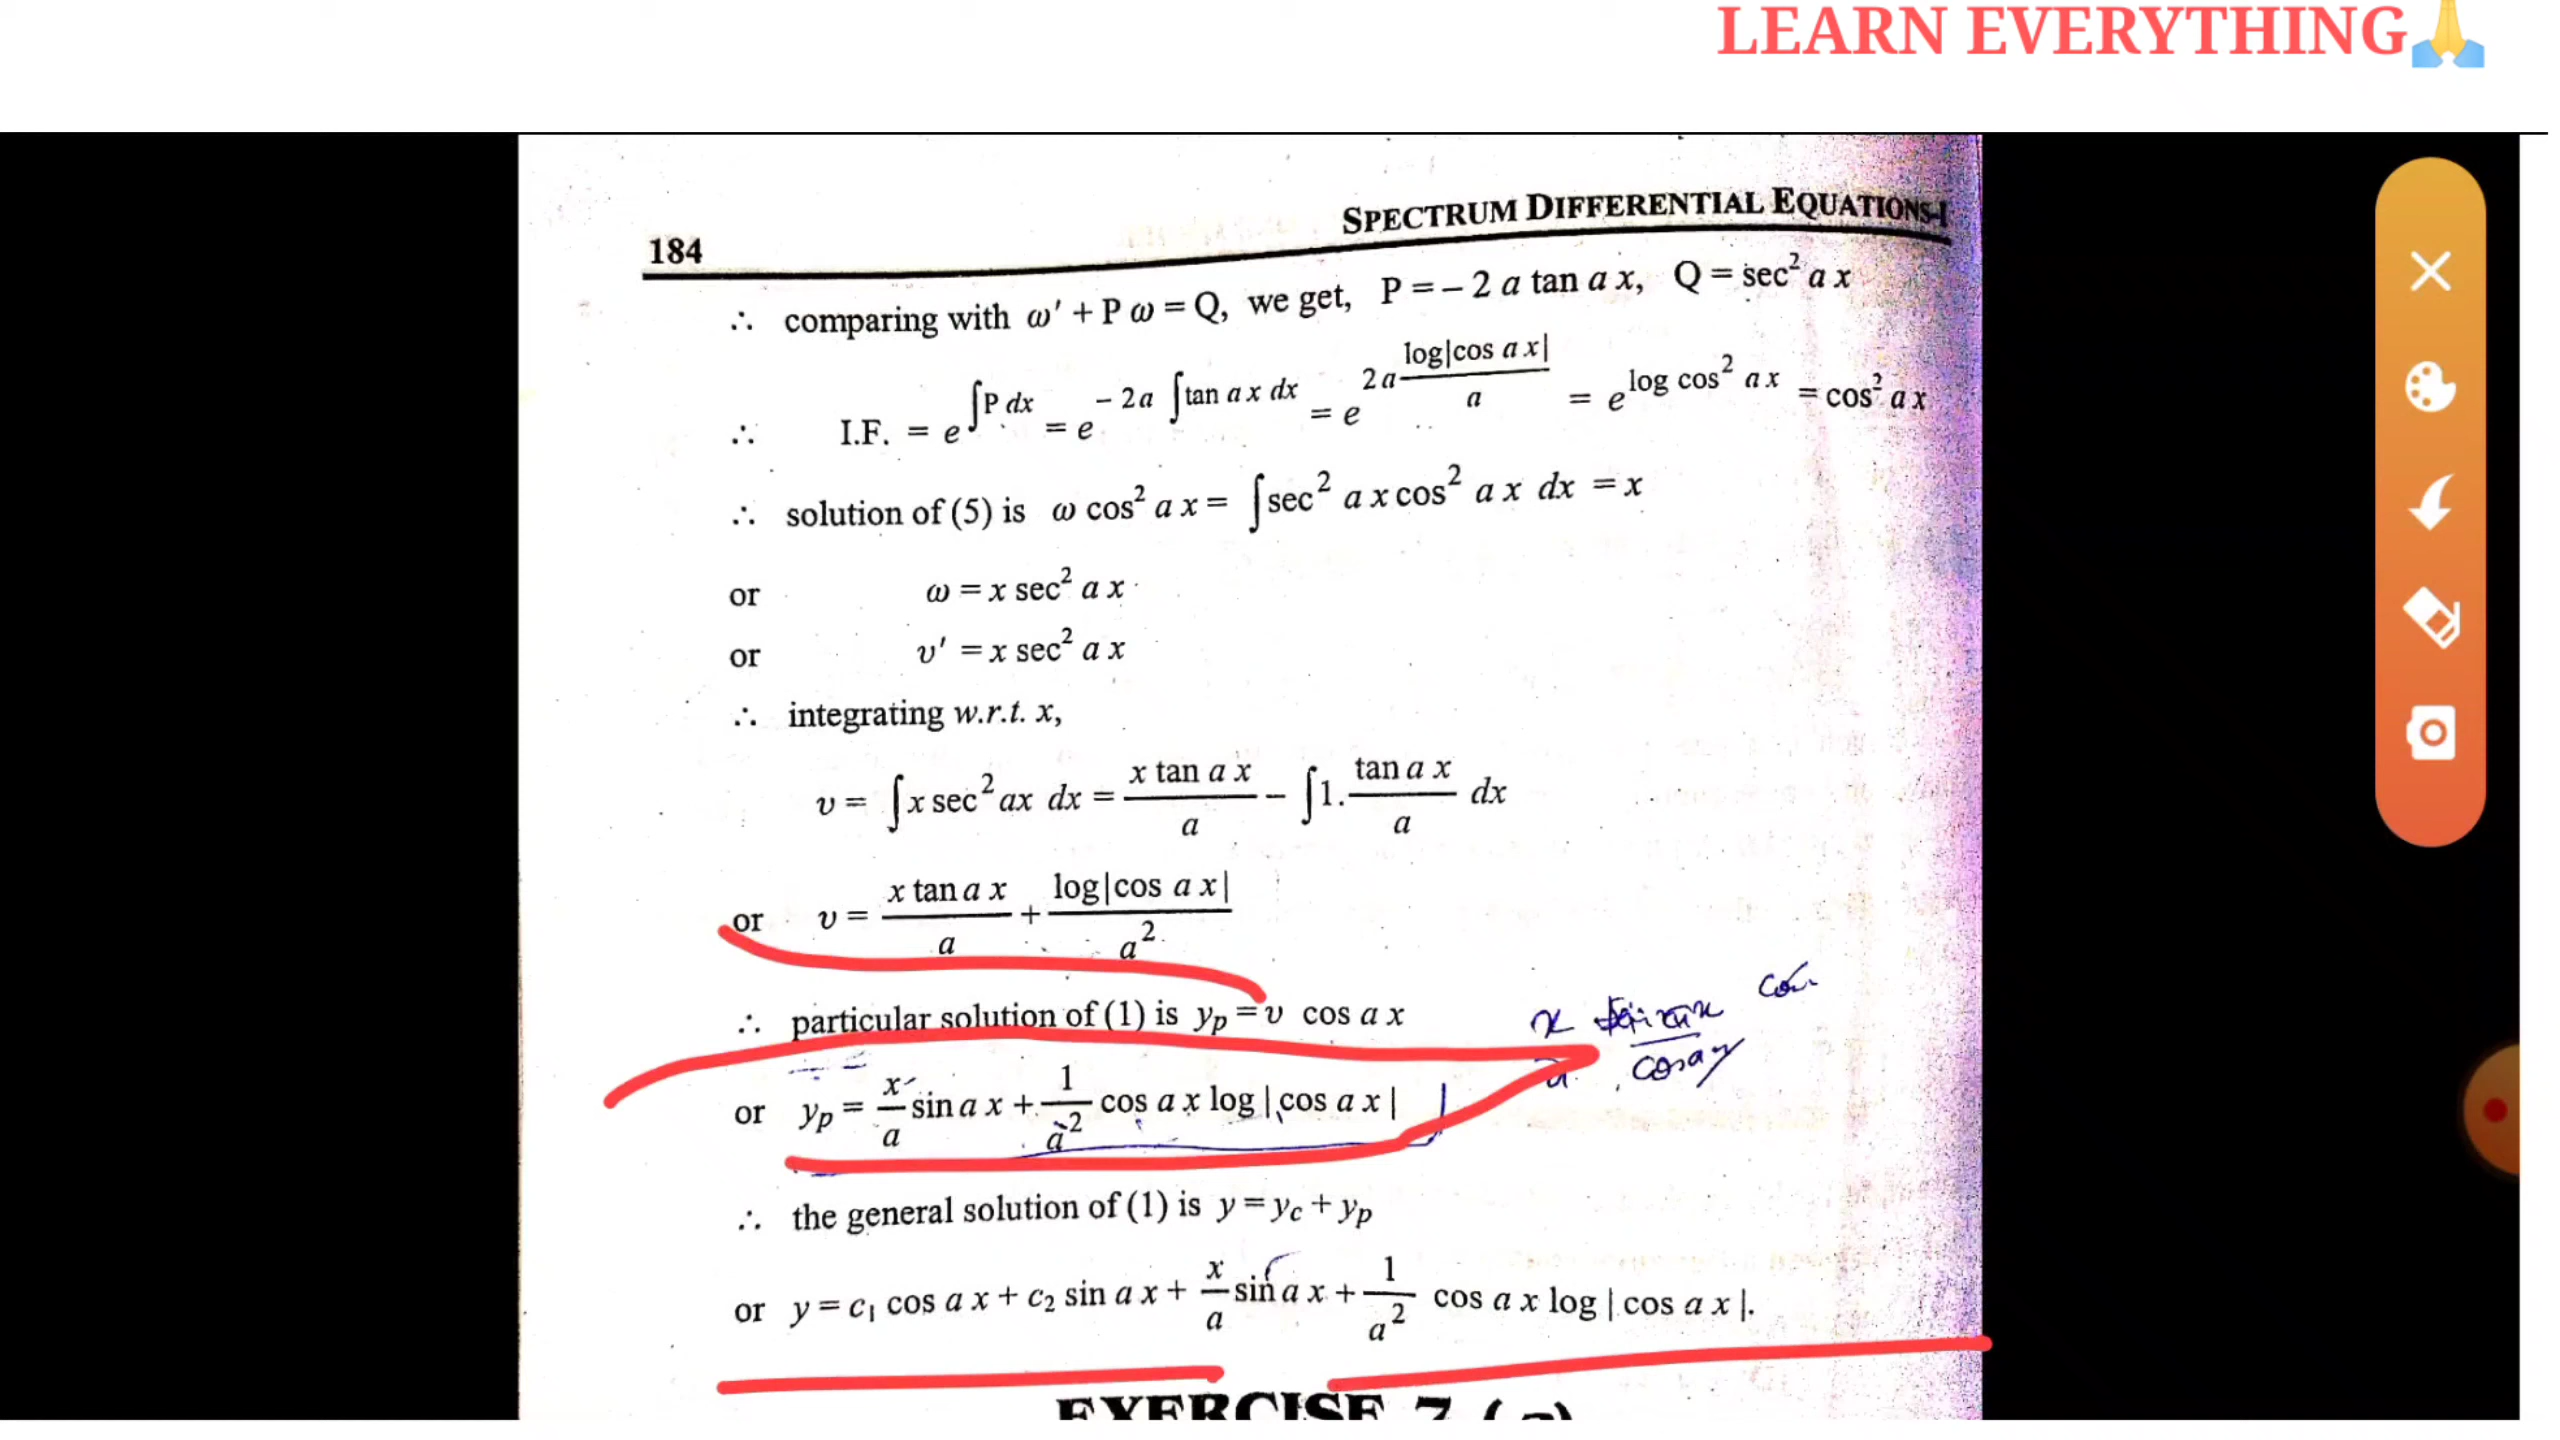 LEARN EVERYTHING🙏
SPECTRUM DIFFERENTIAL EQUATIONS-I
184
∴ comparing with ω′ + P ω = Q, we get, P = – 2 a tan a x, Q = sec² a x
∴ I.F. = e^{∫P dx} = e^{– 2a ∫tan a x dx} = e^{2a log|cos a x| / a} = e^{log cos² a x} = cos² a x
∴ solution of (5) is ω cos² a x = ∫sec² a x cos² a x dx = x
or ω = x sec² a x
or υ′ = x sec² a x
∴ integrating w.r.t. x,
υ = ∫x sec² ax dx = x tan a x / a – ∫1. tan a x / a dx
or υ = x tan a x / a + log|cos a x| / a²
∴ particular solution of (1) is yₚ = υ cos a x
or yₚ = x/a sin a x + 1/a² cos a x log | cos a x |
∴ the general solution of (1) is y = y_c + yₚ
or y = c₁ cos a x + c₂ sin a x + x/a sin a x + 1/a² cos a x log | cos a x |.
EXERCISE 7